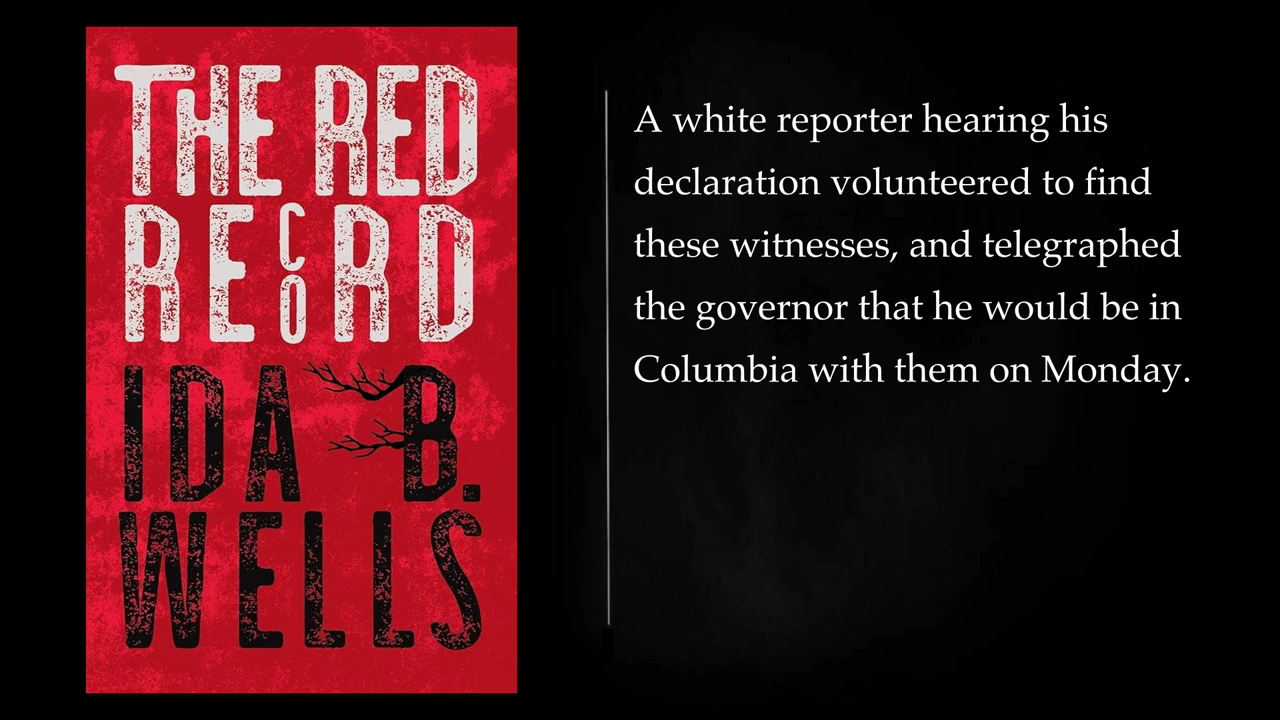 THE RED
RECORD
IDA B.
WELLS
A white reporter hearing his
declaration volunteered to find
these witnesses, and telegraphed
the governor that he would be in
Columbia with them on Monday.